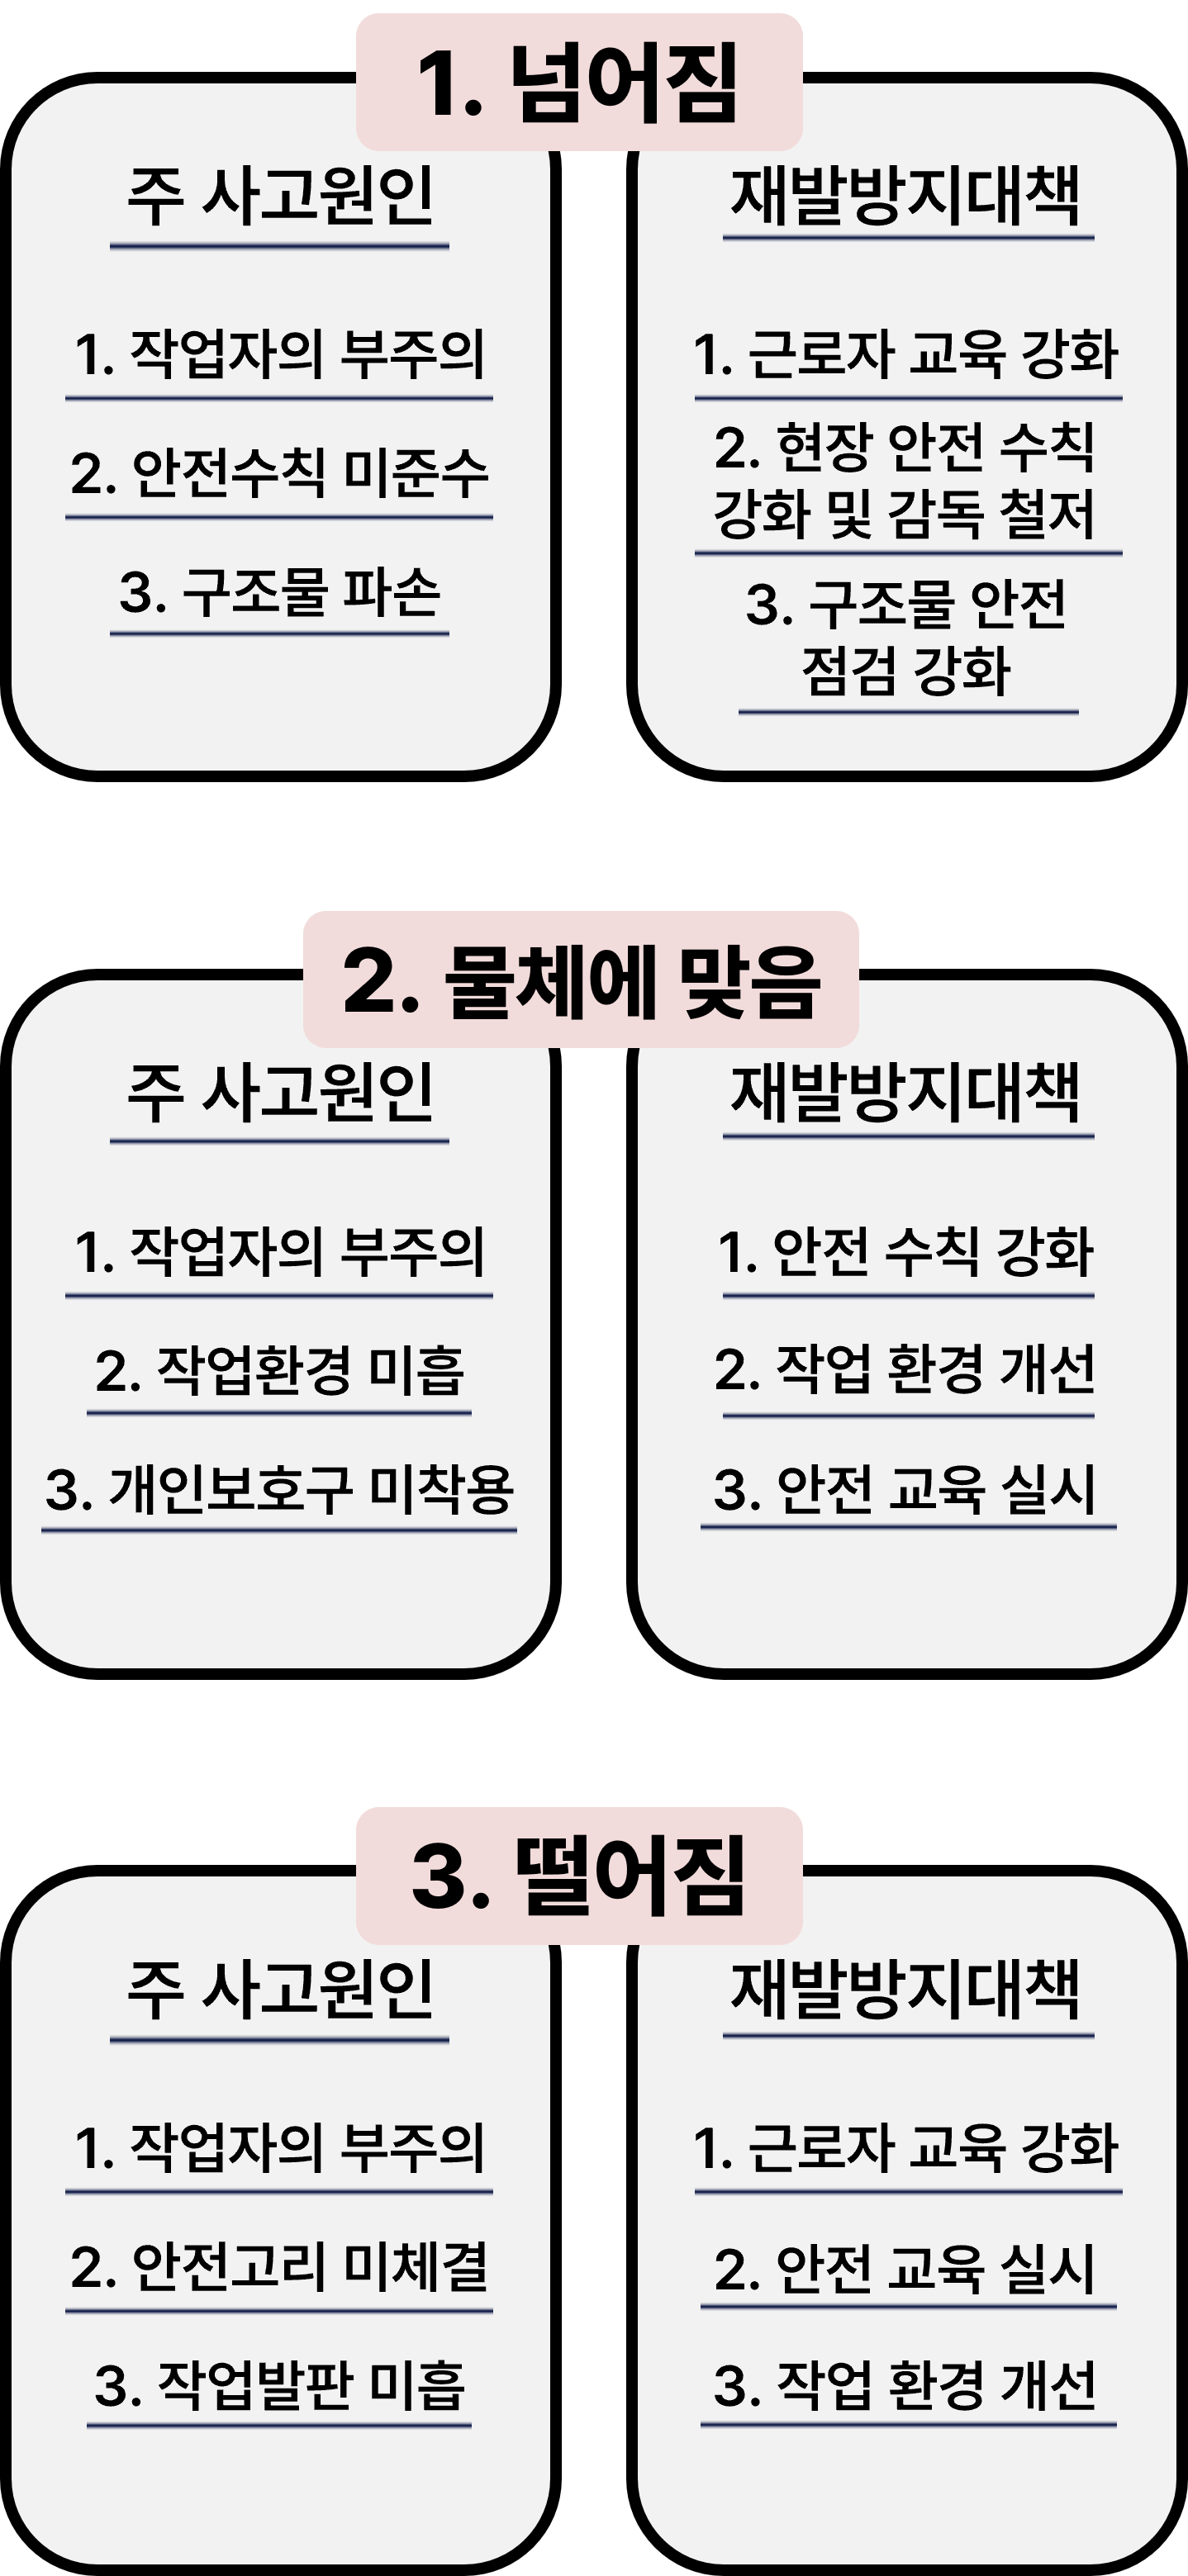 1. 넘어짐
주 사고원인
1. 작업자의 부주의
2. 안전수칙 미준수
3. 구조물 파손
재발방지대책
1. 근로자 교육 강화
2. 현장 안전 수칙
강화 및 감독 철저
3. 구조물 안전
점검 강화
2. 물체에 맞음
주 사고원인
1. 작업자의 부주의
2. 작업환경 미흡
3. 개인보호구 미착용
재발방지대책
1. 안전 수칙 강화
2. 작업 환경 개선
3. 안전 교육 실시
3. 떨어짐
주 사고원인
1. 작업자의 부주의
2. 안전고리 미체결
3. 작업발판 미흡
재발방지대책
1. 근로자 교육 강화
2. 안전 교육 실시
3. 작업 환경 개선